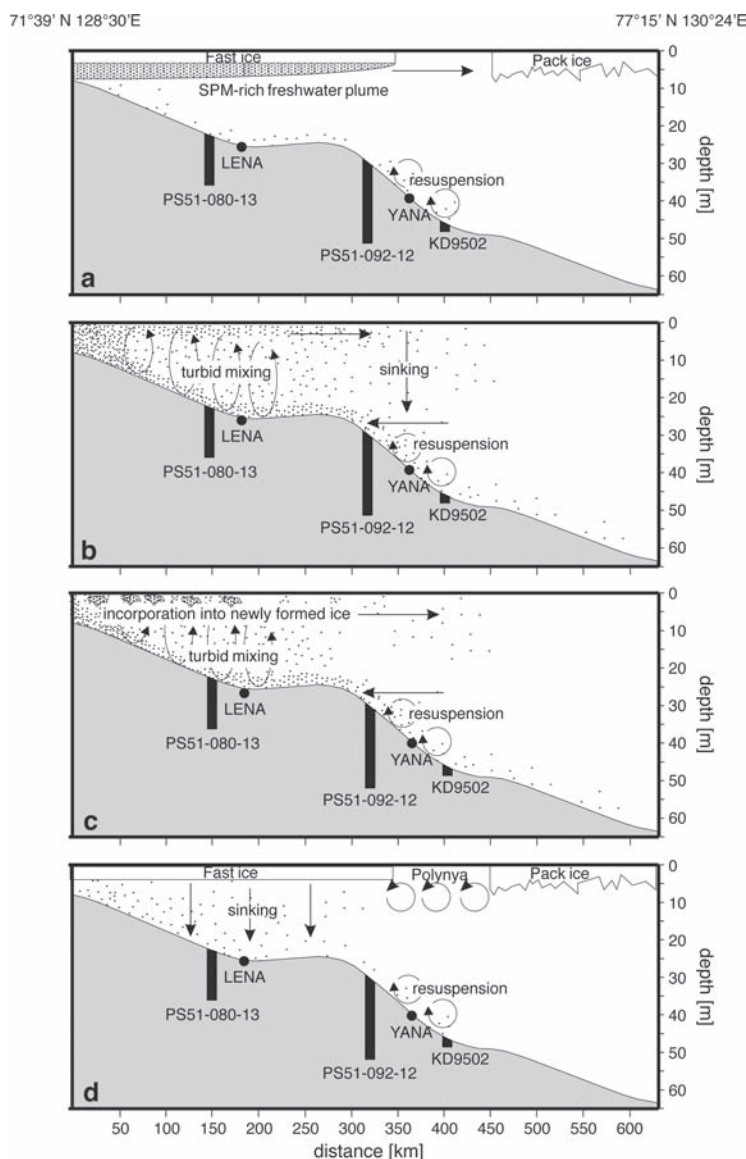 71°39' N 128°30'E 77°15' N 130°24'E
Fast ice Pack ice
SPM-rich freshwater plume
LENA
PS51-080-13
resuspension
YANA
KD9502
PS51-092-12
a
0
10
20
30
40
50
60
depth [m]
turbid mixing
sinking
LENA
PS51-080-13
resuspension
YANA
KD9502
PS51-092-12
b
0
10
20
30
40
50
60
depth [m]
incorporation into newly formed ice
turbid mixing
LENA
PS51-080-13
resuspension
YANA
KD9502
PS51-092-12
c
0
10
20
30
40
50
60
depth [m]
Fast ice Polynya Pack ice
sinking
LENA
PS51-080-13
resuspension
YANA
KD9502
PS51-092-12
d
0
10
20
30
40
50
60
depth [m]
50 100 150 200 250 300 350 400 450 500 550 600
distance [km]